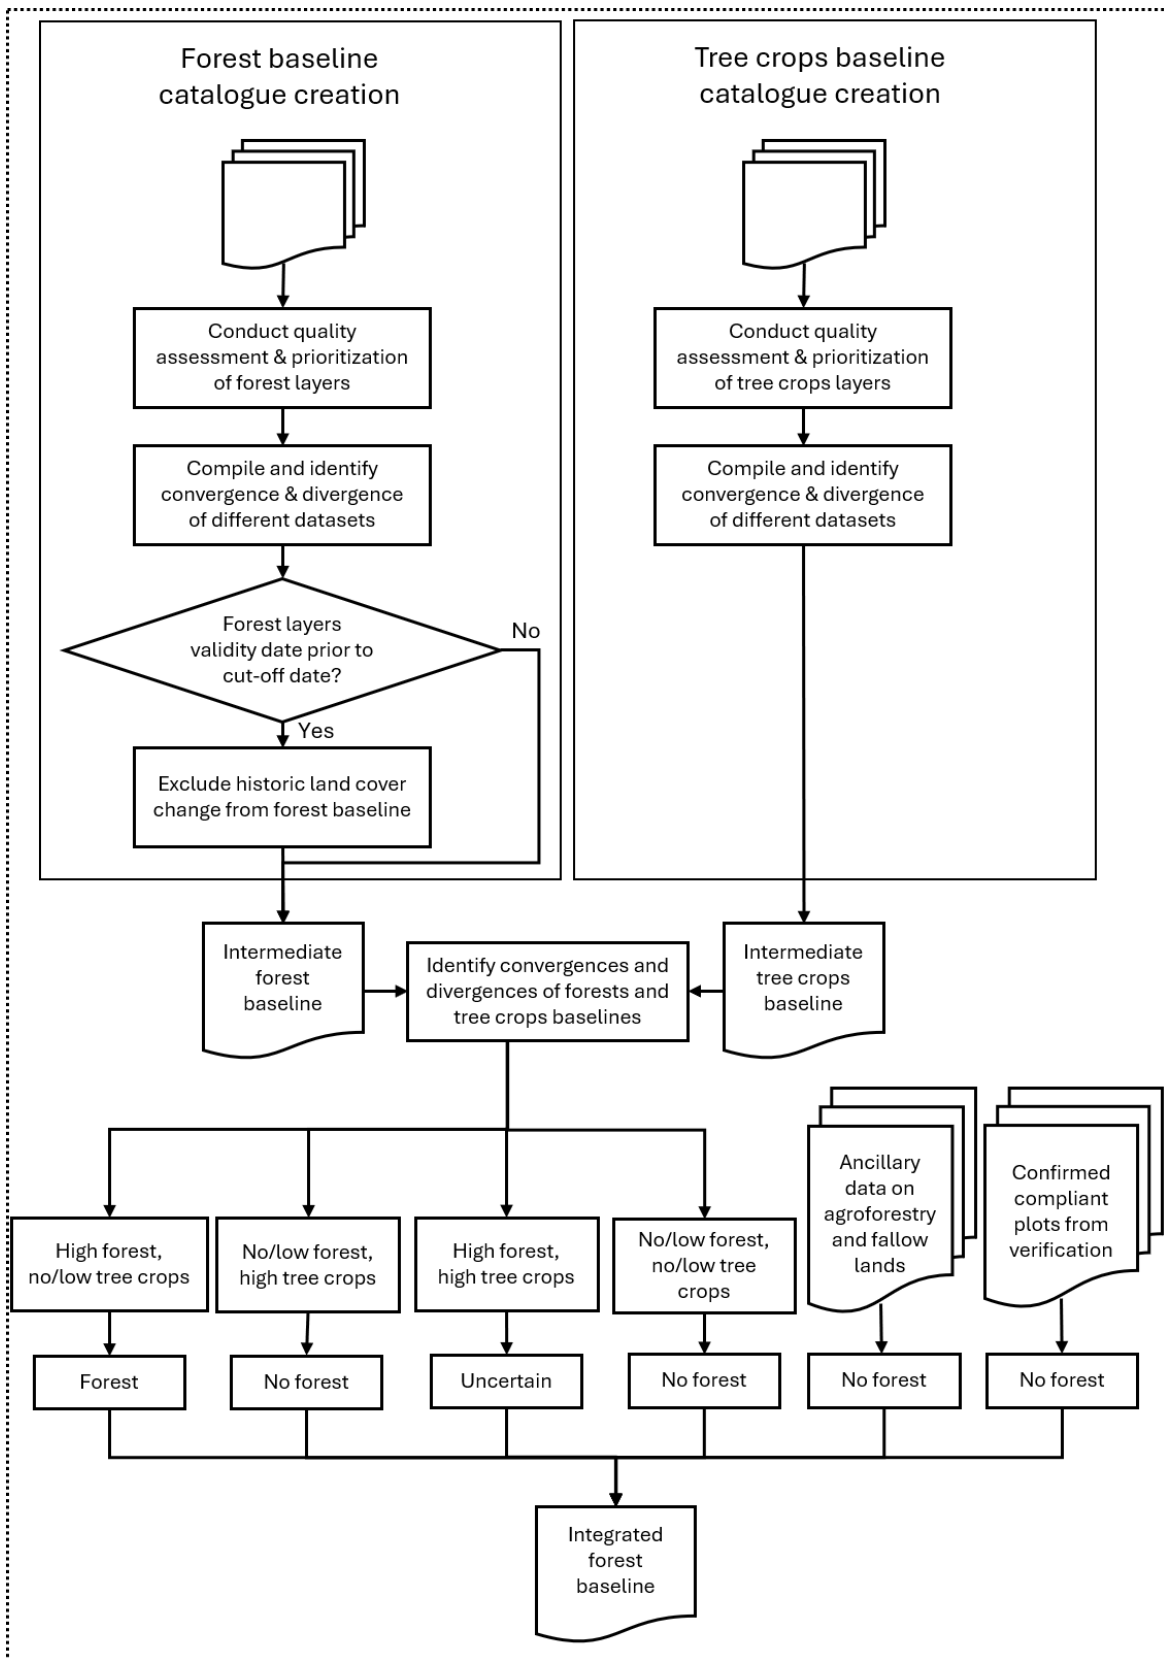 Forest baseline
catalogue creation
Tree crops baseline
catalogue creation
Conduct quality
assessment & prioritization
of forest layers
Conduct quality
assessment & prioritization
of tree crops layers
Compile and identify
convergence & divergence
of different datasets
Compile and identify
convergence & divergence
of different datasets
Forest layers
validity date prior to
cut-off date?
No
Yes
Exclude historic land cover
change from forest baseline
Intermediate
forest
baseline
Identify convergences and
divergences of forests and
tree crops baselines
Intermediate
tree crops
baseline
High forest,
no/low tree crops
No/low forest,
high tree crops
High forest,
high tree crops
No/low forest,
no/low tree
crops
Ancillary
data on
agroforestry
and fallow
lands
Confirmed
compliant
plots from
verification
Forest
No forest
Uncertain
No forest
No forest
No forest
Integrated
forest
baseline